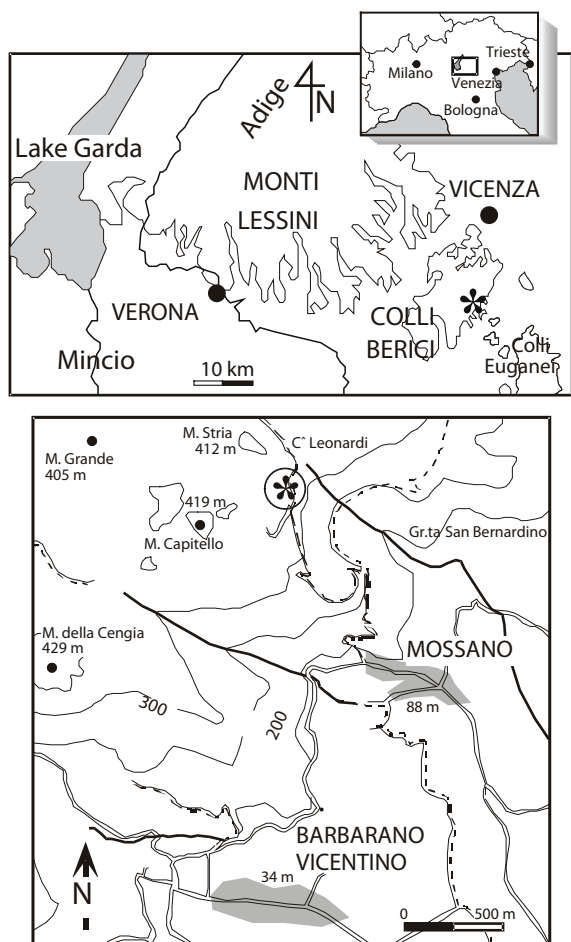 Trieste
Milano
Venezia
Bologna
Adige
N
Lake Garda
MONTI
LESSINI
VICENZA
VERONA
COLLI
BERICI
Colli
Euganei
Mincio
10 km
M. Stria
412 m
C^ Leonardi
M. Grande
405 m
419 m
M. Capitello
Gr.ta San Bernardino
M. della Cengia
429 m
MOSSANO
88 m
300
200
BARBARANO
VICENTINO
34 m
N
0 500 m